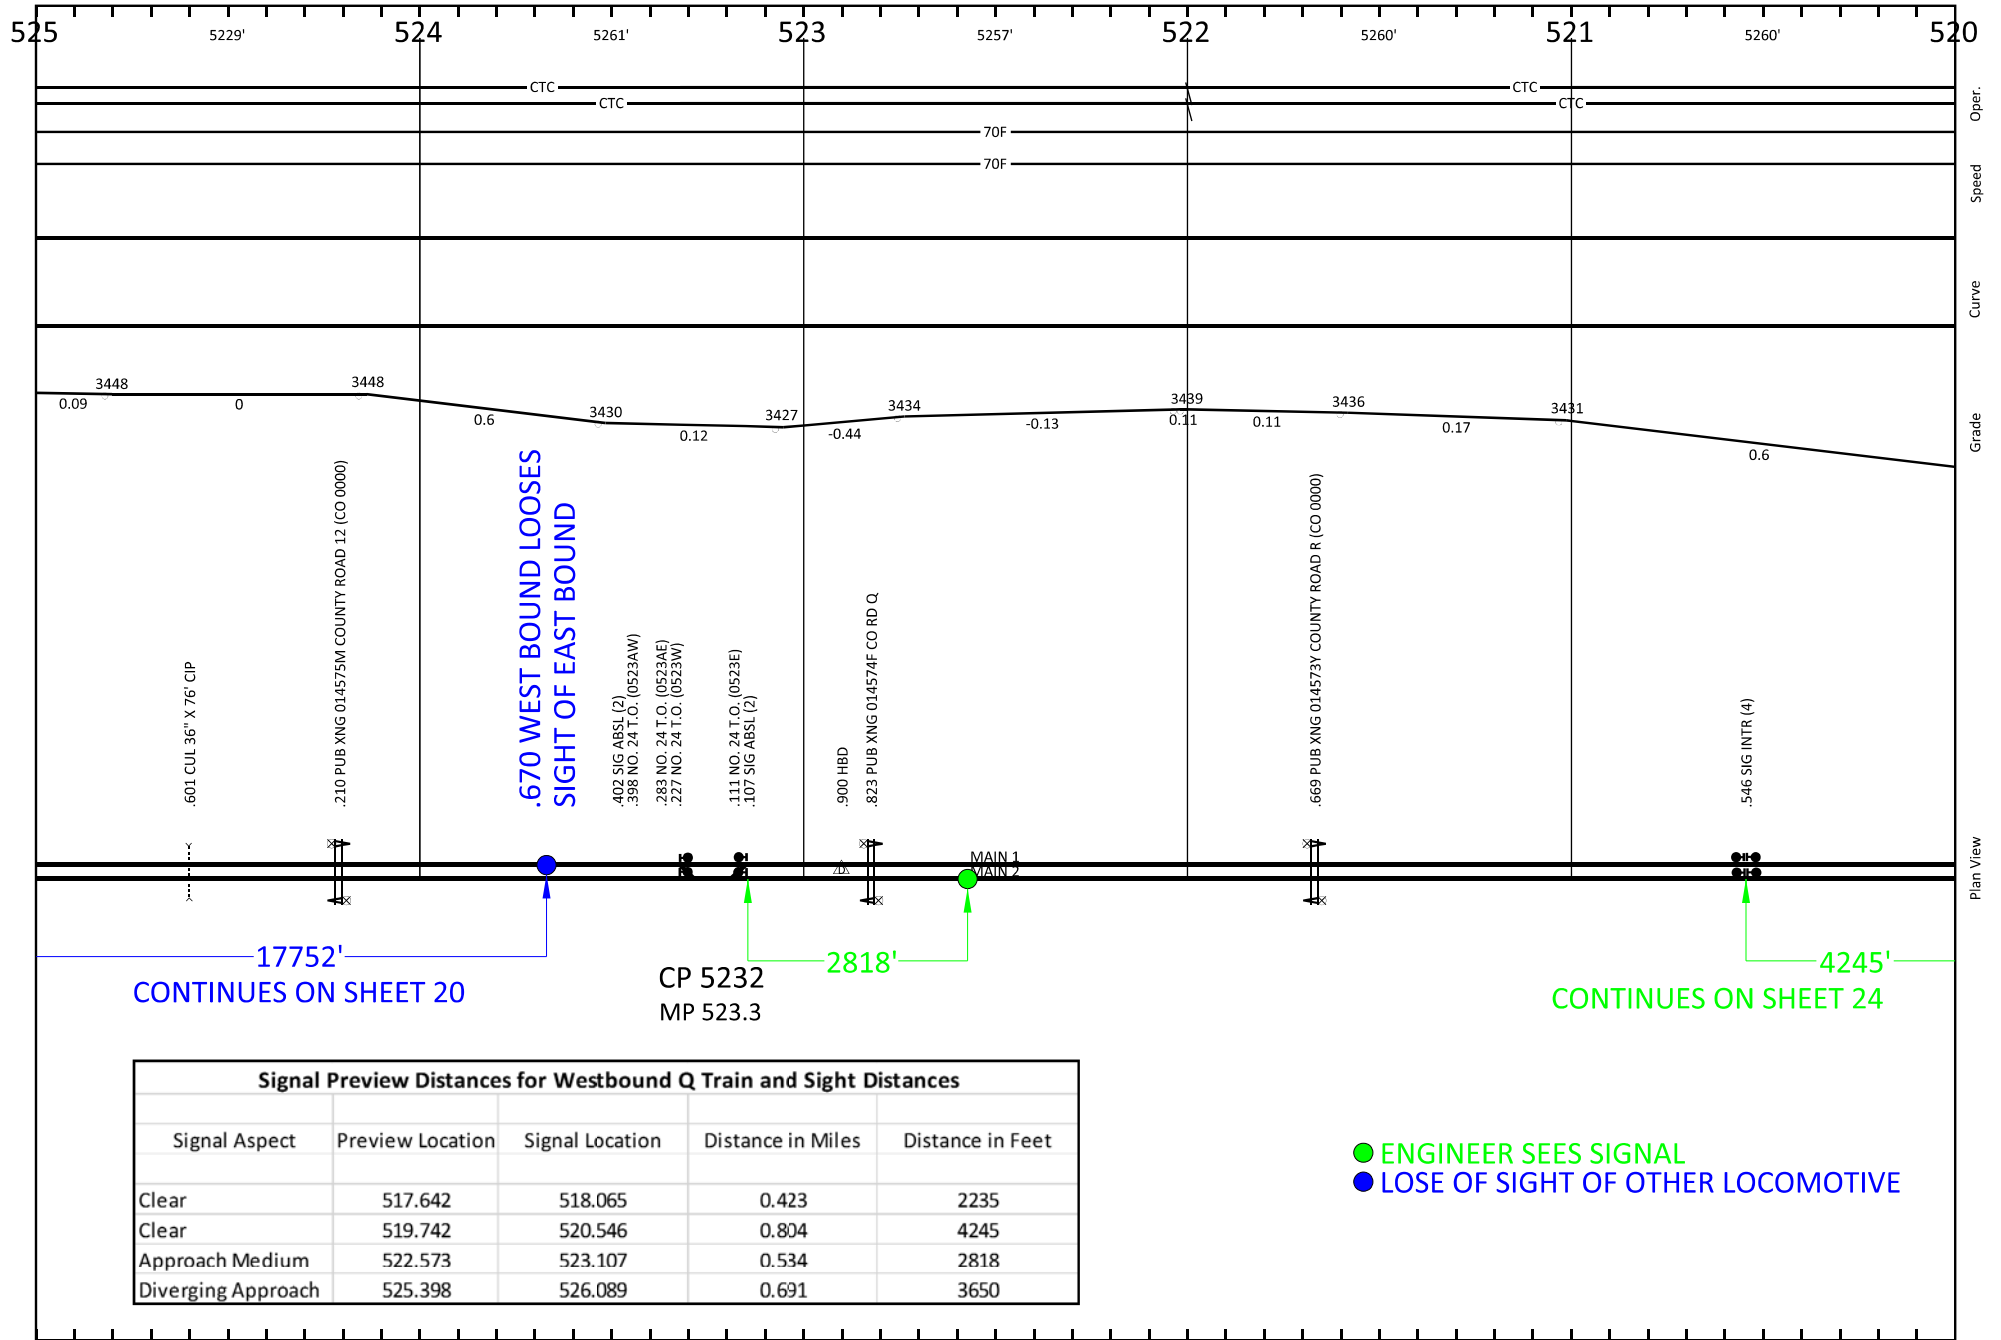 525 5229' 524 5261' 523 5257' 522 5260' 521 5260' 520
CTC CTC
CTC CTC
Oper.
70F
70F
Speed
Curve
3448 3448 3430 3427 3434 3439 3436 3431
0.09 0 0.6 0.12 -0.44 -0.13 0.11 0.11 0.17 0.6
Grade
.601 CUL 36" X 76' CIP
.210 PUB XNG 014575M COUNTY ROAD 12 (CO 0000)
.670 WEST BOUND LOOSES
SIGHT OF EAST BOUND
.402 SIG ABSL (2)
.398 NO. 24 T.O. (0523AW)
.283 NO. 24 T.O. (0523AE)
.227 NO. 24 T.O. (0523W)
.111 NO. 24 T.O. (0523E)
.107 SIG ABSL (2)
.900 HBD
.823 PUB XNG 014574F CO RD Q
.669 PUB XNG 014573Y COUNTY ROAD R (CO 0000)
.546 SIG INTR (4)
MAIN 1
MAIN 2
Plan View
17752'
CONTINUES ON SHEET 20
CP 5232
MP 523.3
2818'
4245'
CONTINUES ON SHEET 24
Signal Preview Distances for Westbound Q Train and Sight Distances
Signal Aspect Preview Location Signal Location Distance in Miles Distance in Feet
Clear 517.642 518.065 0.423 2235
Clear 519.742 520.546 0.804 4245
Approach Medium 522.573 523.107 0.534 2818
Diverging Approach 525.398 526.089 0.691 3650
ENGINEER SEES SIGNAL
LOSE OF SIGHT OF OTHER LOCOMOTIVE